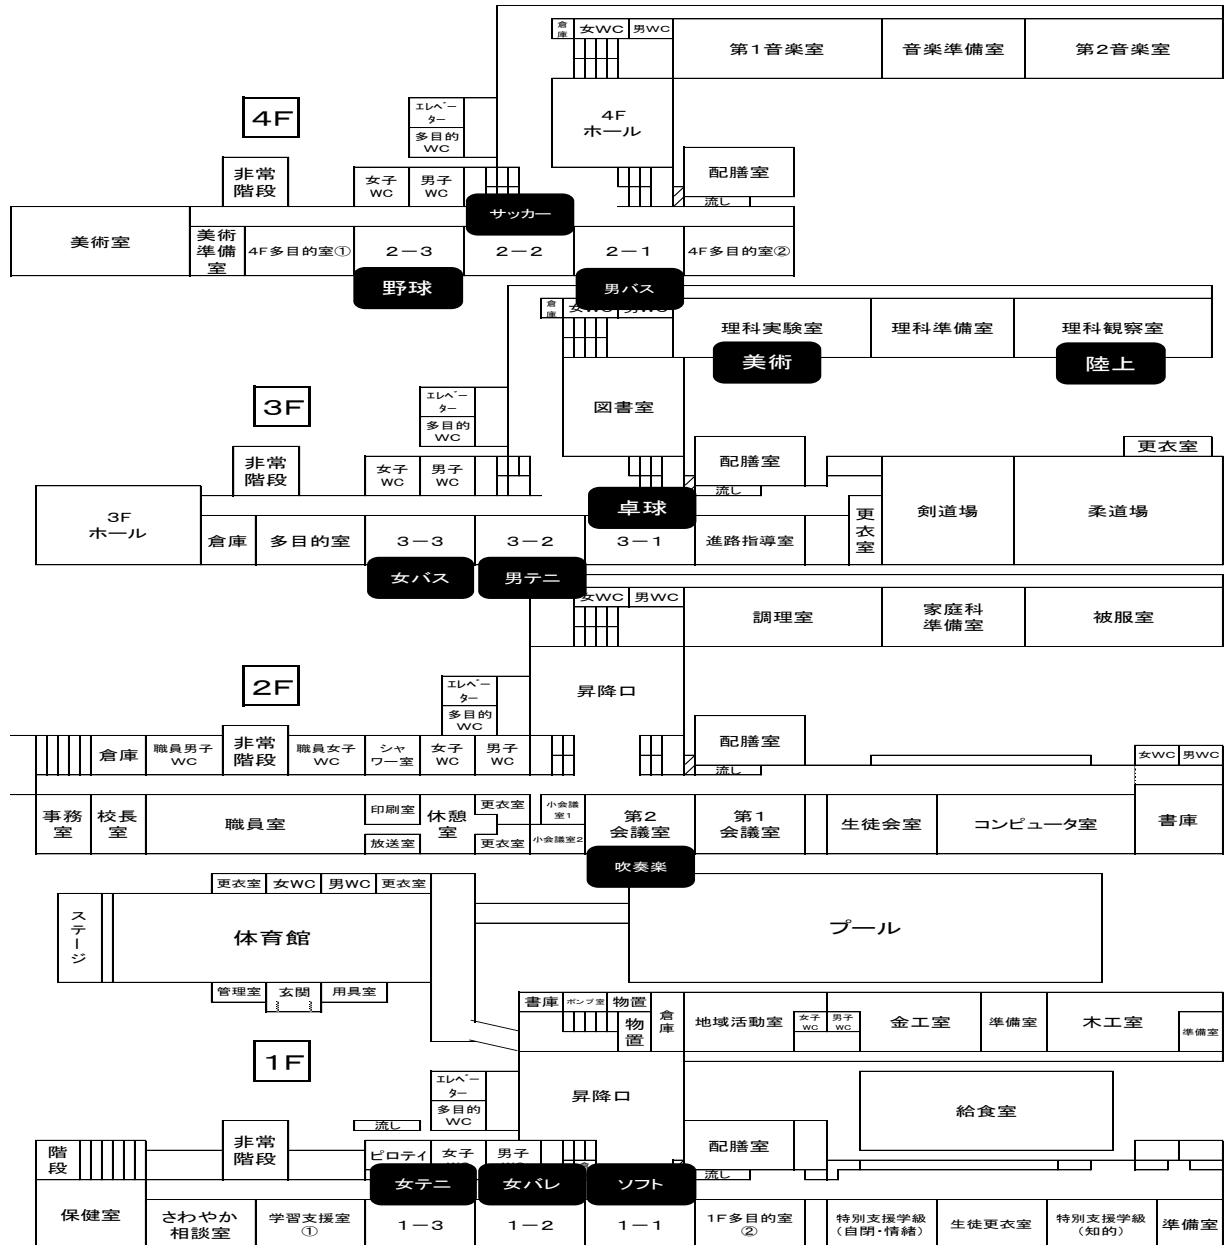 倉庫
女WC
男WC
第1音楽室
音楽準備室
第2音楽室
4F
エレベーター
多目的WC
4Fホール
非常階段
女子WC
男子WC
配膳室
流し
サッカー
美術室
美術準備室
4F多目的室①
2－3
2－2
2－1
4F多目的室②
野球
男バス
倉庫
女WC
男WC
理科実験室
理科準備室
理科観察室
美術
陸上
3F
エレベーター
多目的WC
図書室
非常階段
女子WC
男子WC
配膳室
流し
更衣室
卓球
3Fホール
倉庫
多目的室
3－3
3－2
3－1
進路指導室
更衣室
剣道場
柔道場
女バス
男テニ
女WC
男WC
調理室
家庭科準備室
被服室
2F
エレベーター
多目的WC
昇降口
倉庫
職員男子WC
非常階段
職員女子WC
シャワー室
女子WC
男子WC
配膳室
流し
女WC
男WC
事務室
校長室
職員室
印刷室
放送室
休憩室
更衣室
更衣室
小会議室1
小会議室2
第2会議室
第1会議室
生徒会室
コンピュータ室
書庫
吹奏楽
更衣室
女WC
男WC
更衣室
ステージ
体育館
プール
管理室
玄関
用具室
書庫
ポンプ室
物置
物置
倉庫
地域活動室
女子WC
男子WC
金工室
準備室
木工室
準備室
1F
エレベーター
多目的WC
昇降口
給食室
流し
階段
非常階段
ピロティ
女子WC
男子
配膳室
流し
女テニ
女バレ
ソフト
保健室
さわやか相談室
学習支援室①
1－3
1－2
1－1
1F多目的室②
特別支援学級(自閉・情緒)
生徒更衣室
特別支援学級(知的)
準備室